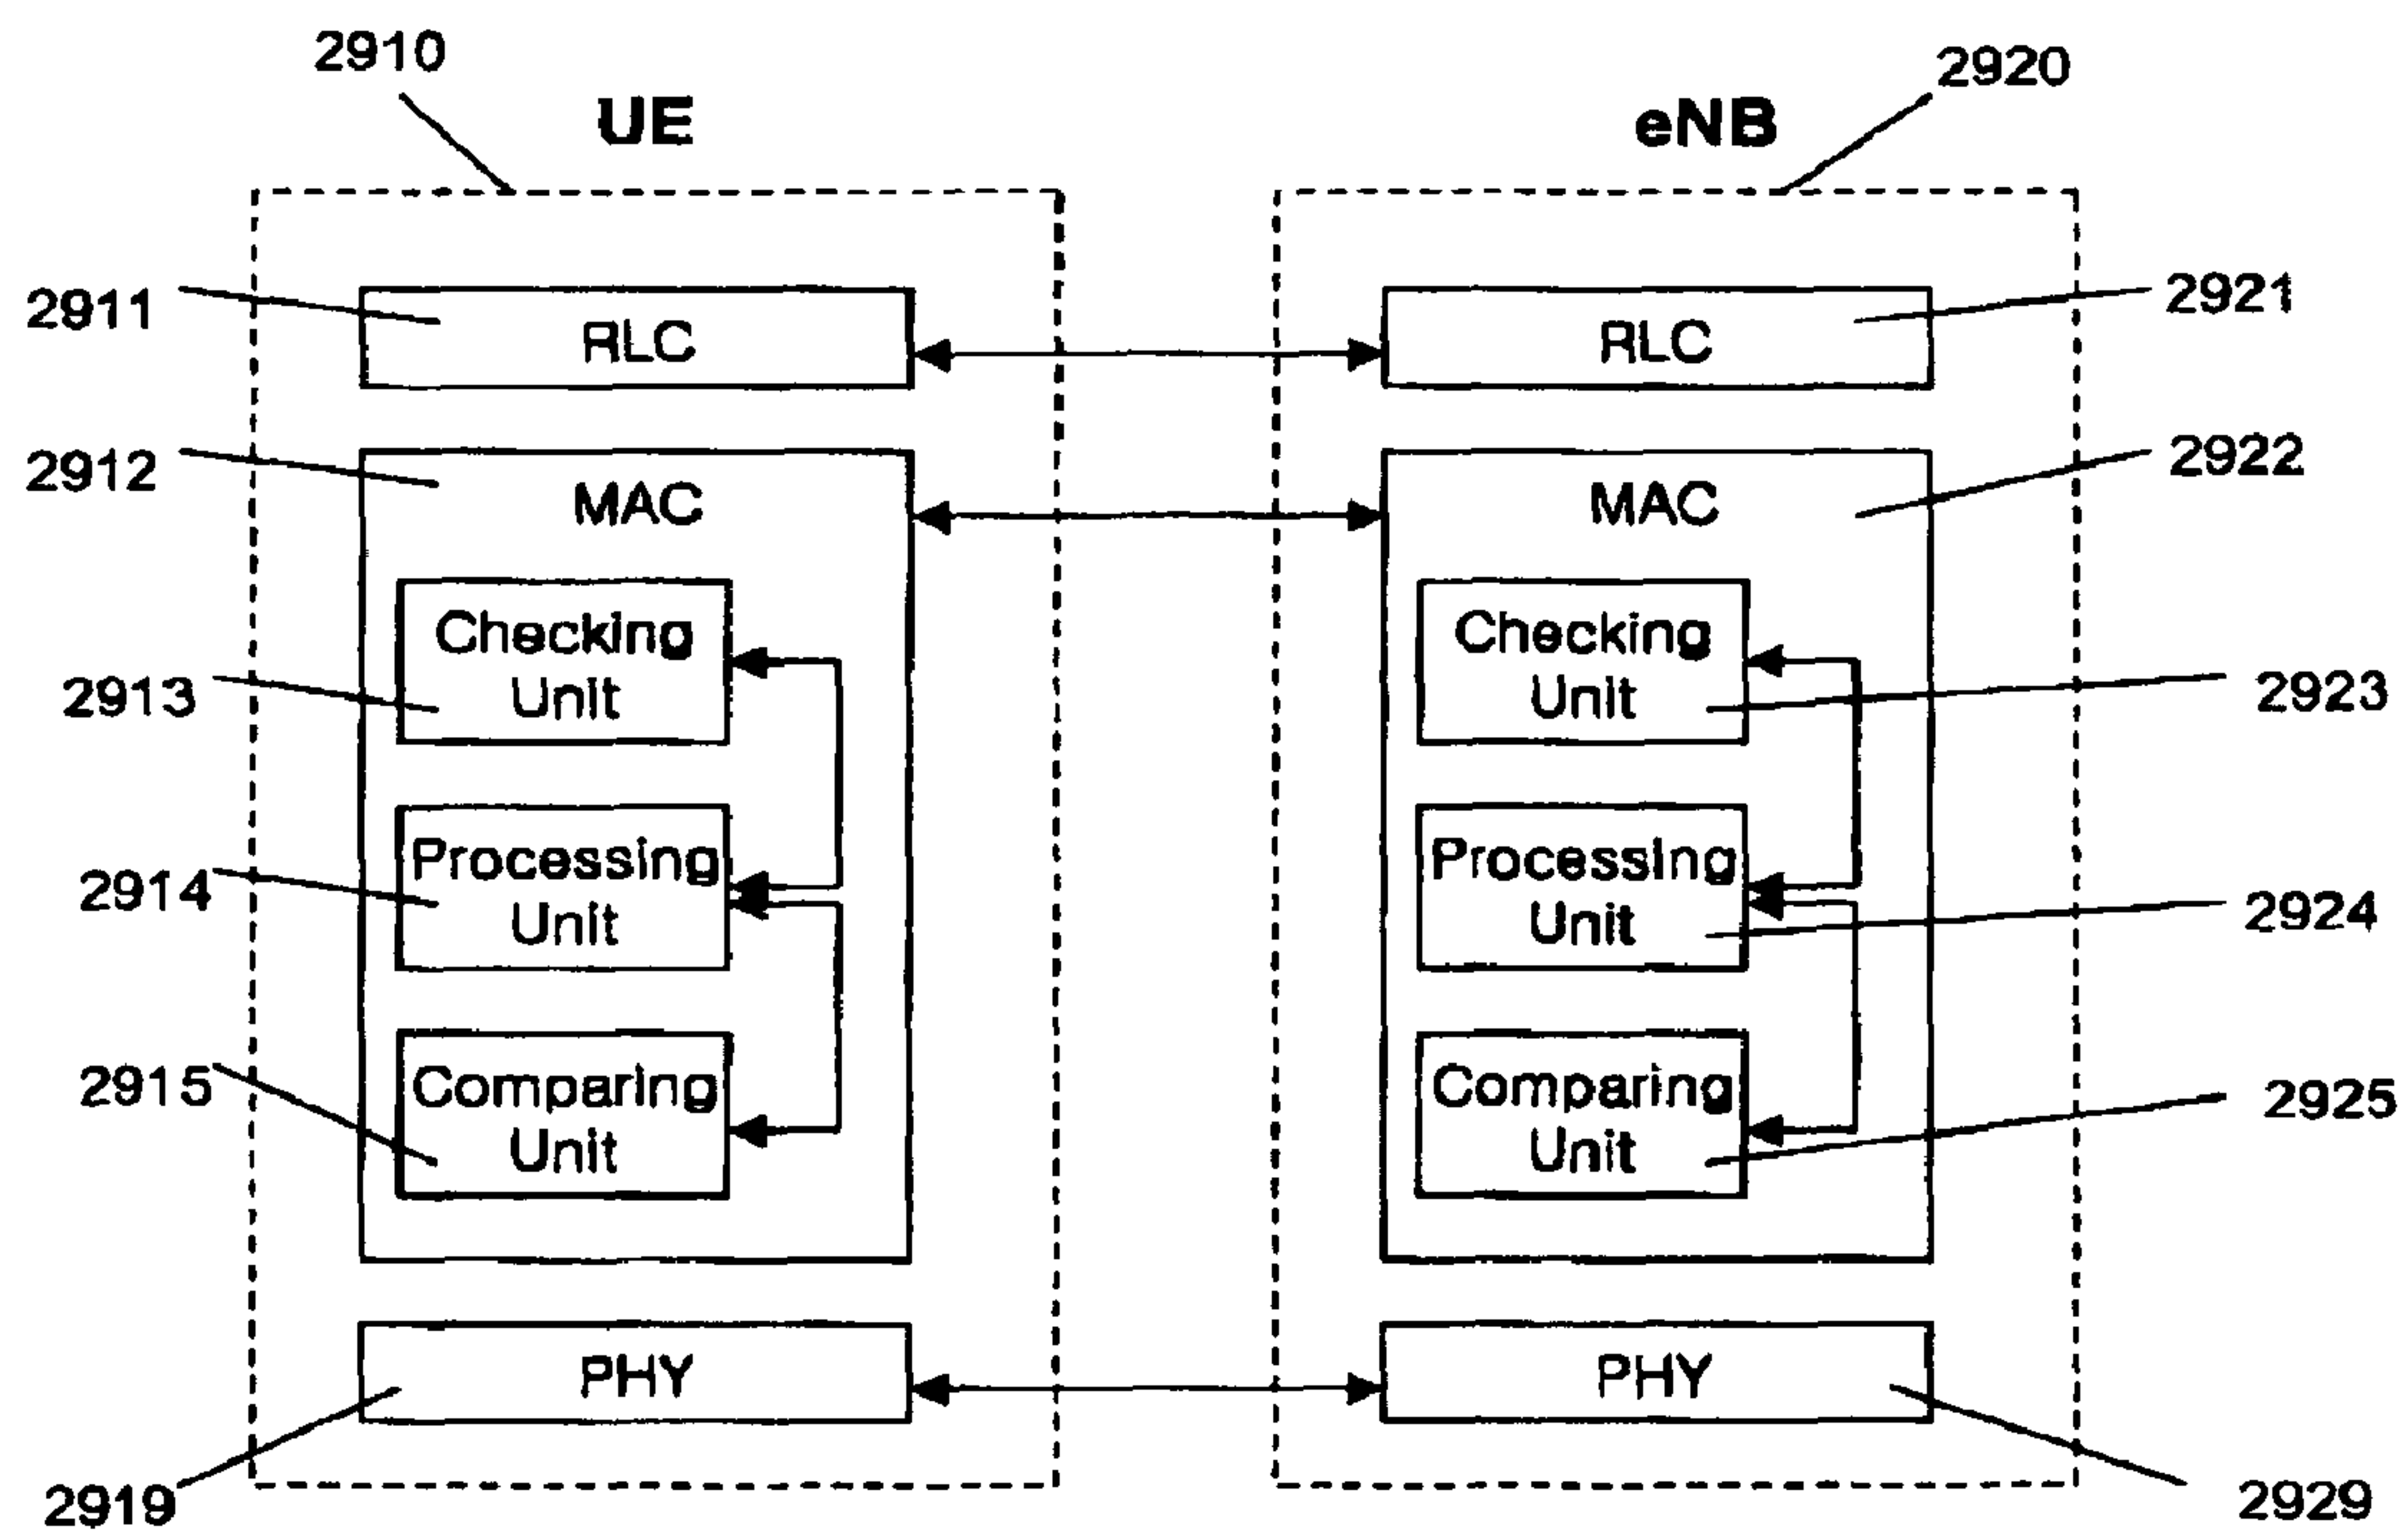 2910
2920
UE
eNB
2911
RLC
RLC
2921
2912
MAC
MAC
2922
Checking
Unit
Checking
Unit
2913
2923
Processing
Unit
Processing
Unit
2914
2924
Comparing
Unit
Comparing
Unit
2915
2925
PHY
PHY
2919
2929